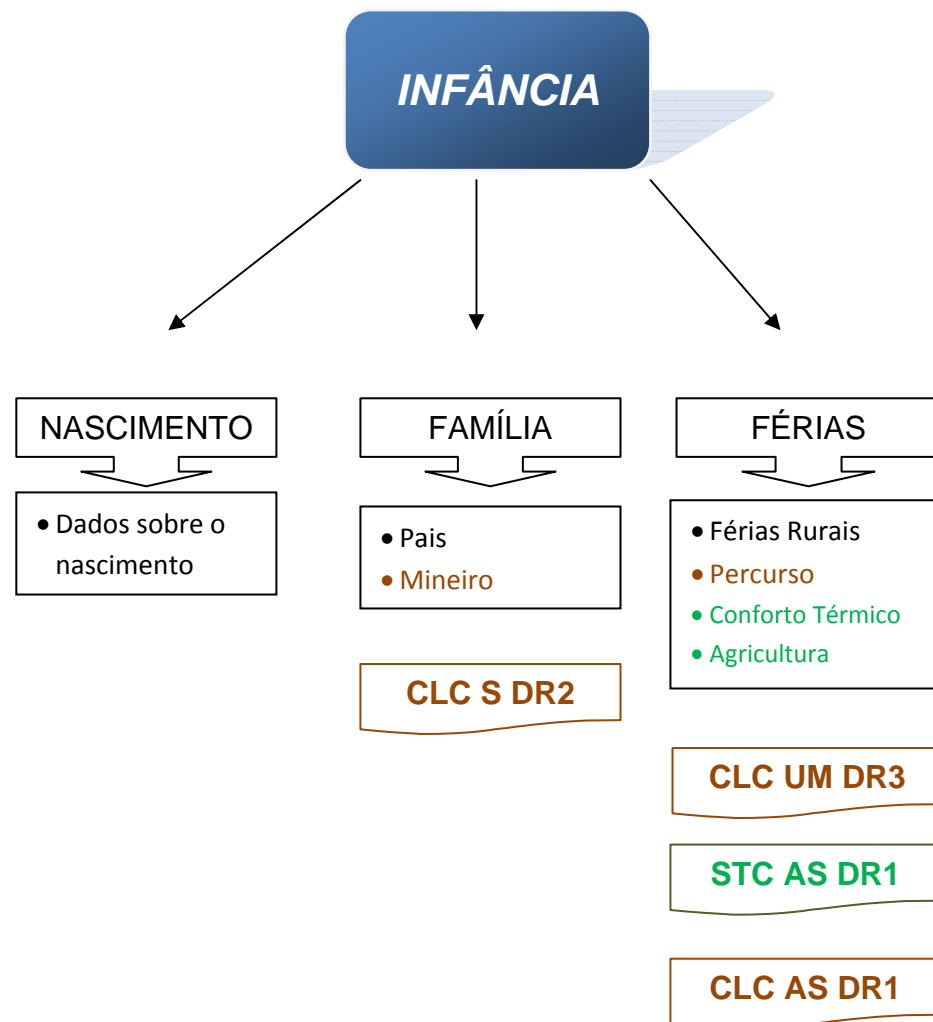 INFÂNCIA
NASCIMENTO
• Dados sobre o
nascimento
FAMÍLIA
• Pais
• Mineiro
CLC S DR2
FÉRIAS
• Férias Rurais
• Percurso
• Conforto Térmico
• Agricultura
CLC UM DR3
STC AS DR1
CLC AS DR1